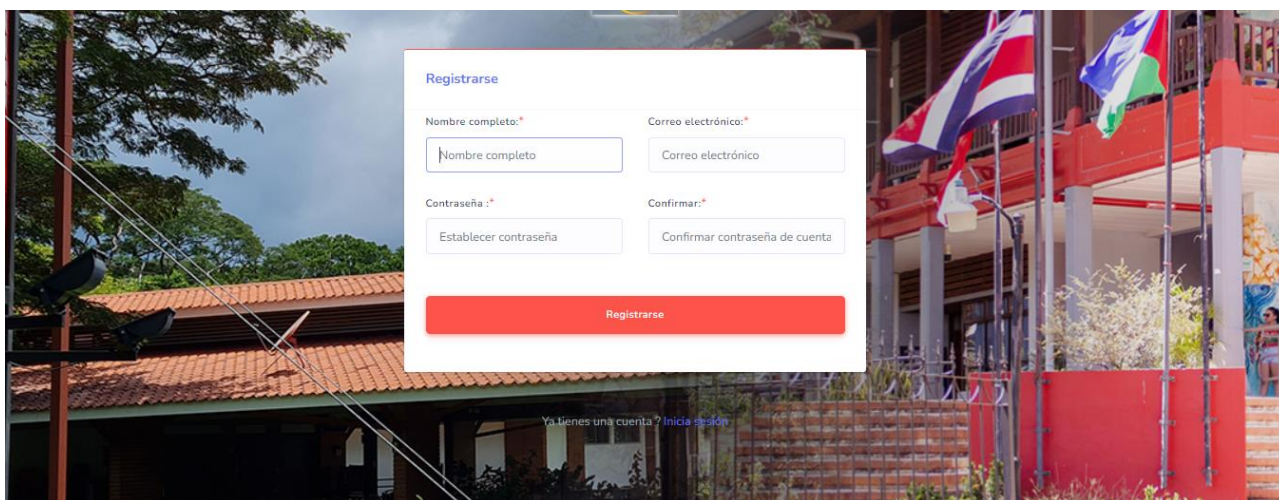 Registrarse
Nombre completo:* Correo electrónico:*
Nombre completo Correo electrónico
Contraseña :* Confirmar:*
Establecer contraseña Confirmar contraseña de cuenta
Registrarse
Ya tienes una cuenta ? Inicia sesión